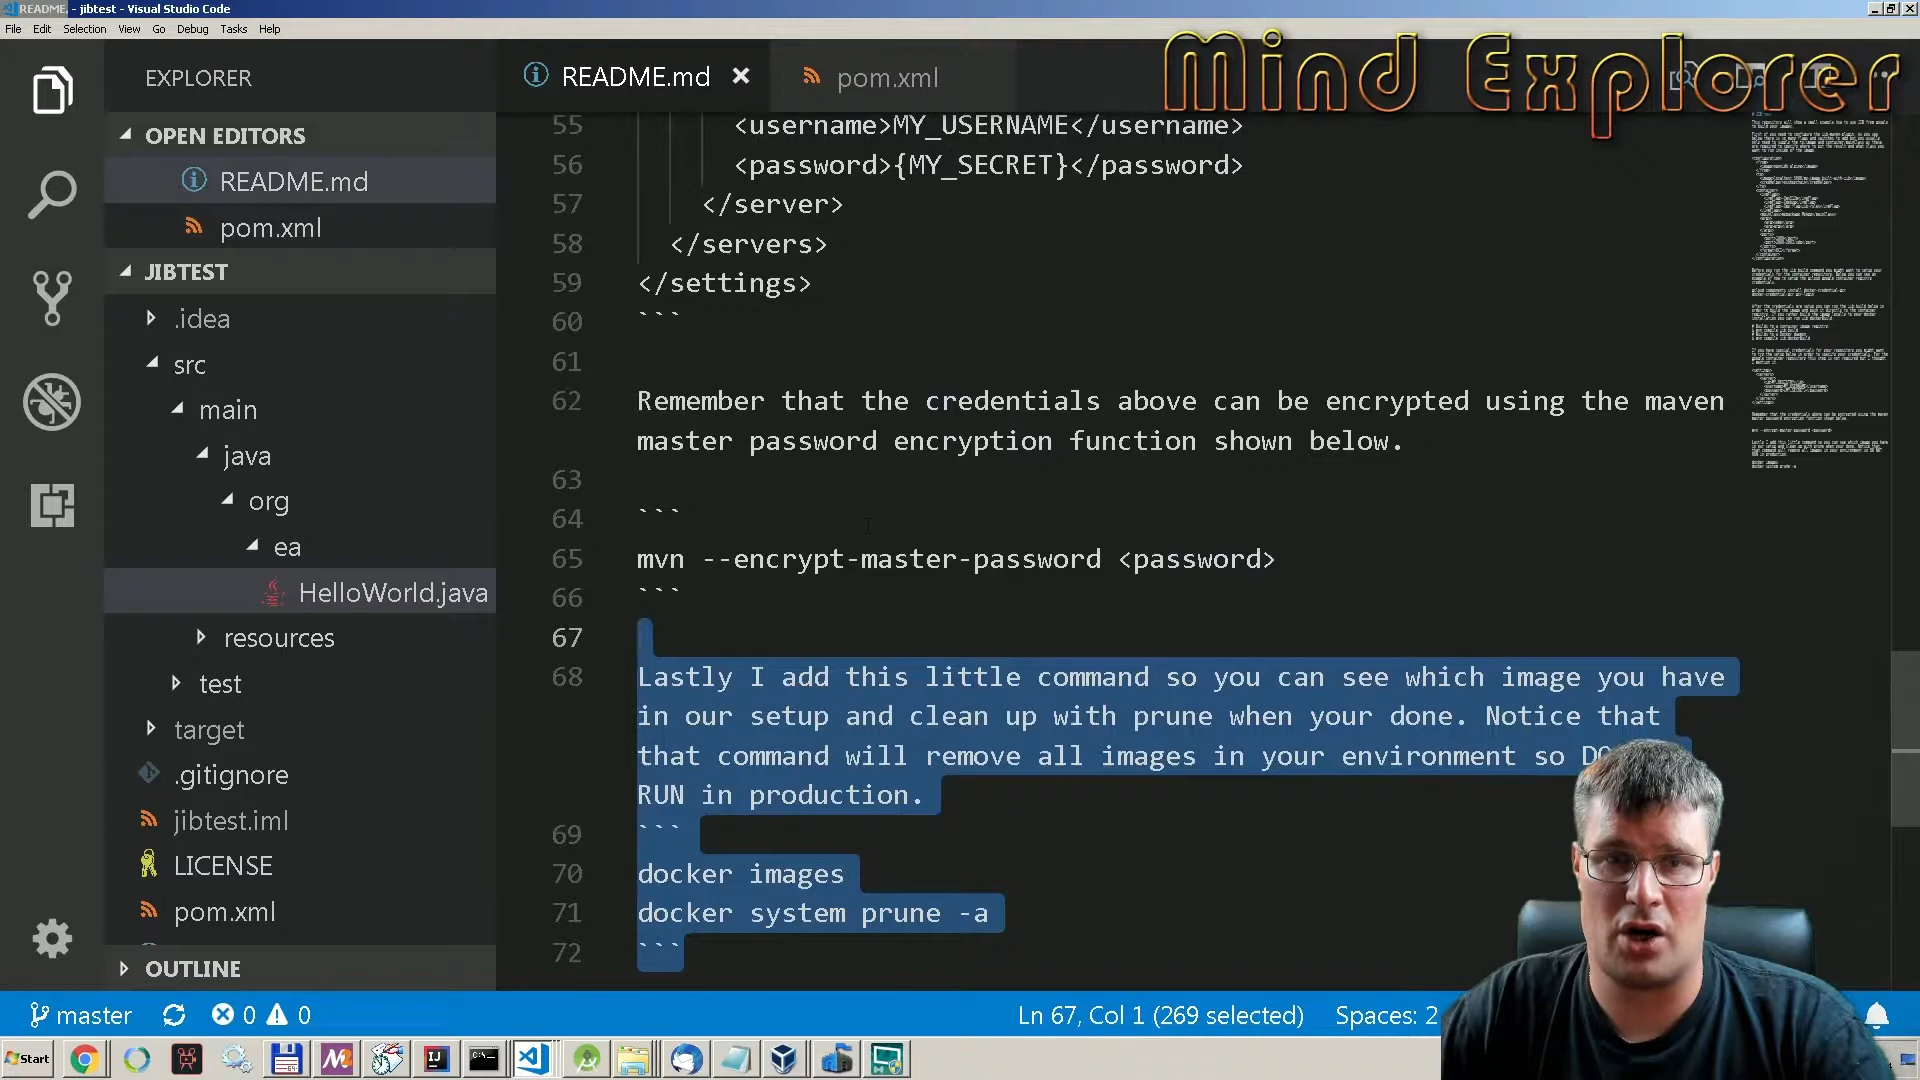 README. - jibtest - Visual Studio Code
File Edit Selection View Go Debug Tasks Help
Mind Explorer
EXPLORER
OPEN EDITORS
README.md
pom.xml
JIBTEST
.idea
src
main
java
org
ea
HelloWorld.java
resources
test
target
.gitignore
jibtest.iml
LICENSE
pom.xml
OUTLINE
README.md
pom.xml
55 <username>MY_USERNAME</username>
56 <password>{MY_SECRET}</password>
57 </server>
58 </servers>
59 </settings>
60 ```
61
62 Remember that the credentials above can be encrypted using the maven
master password encryption function shown below.
63
64 ```
65 mvn --encrypt-master-password <password>
66 ```
67
68 Lastly I add this little command so you can see which image you have
in our setup and clean up with prune when your done. Notice that
that command will remove all images in your environment so DO
RUN in production.
69 ```
70 docker images
71 docker system prune -a
72 ```
master 0 0
Ln 67, Col 1 (269 selected) Spaces: 2
Start